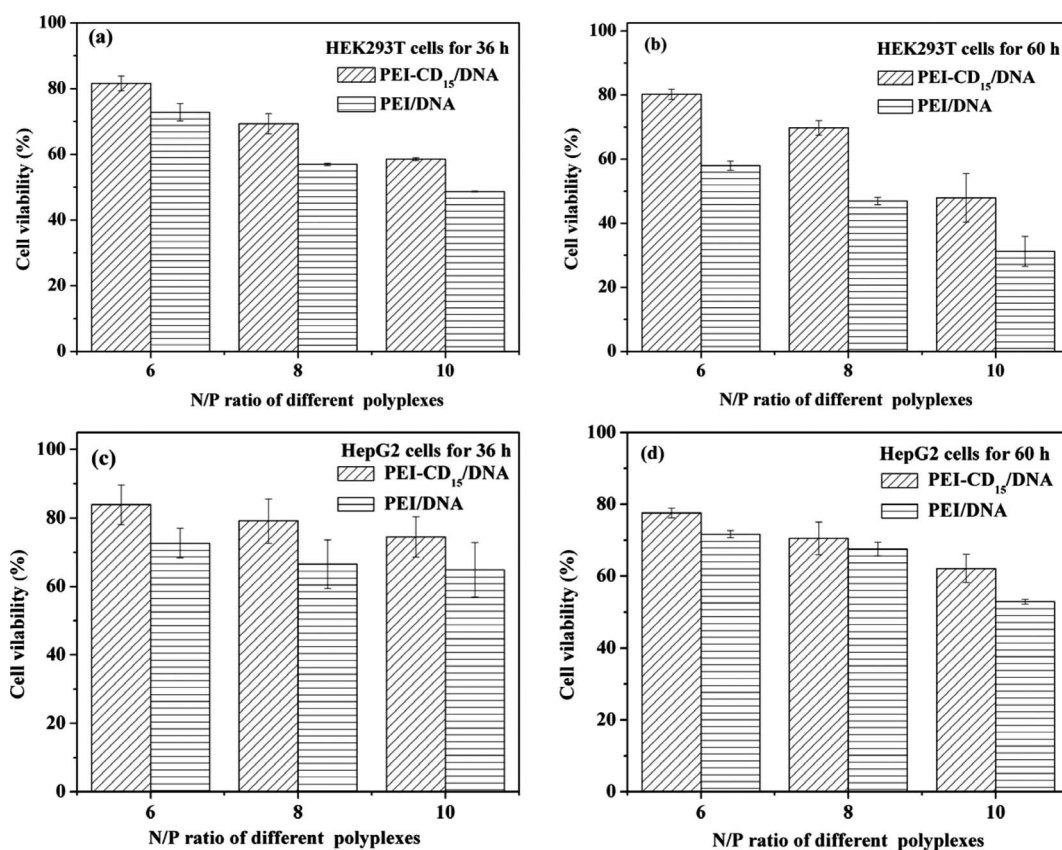 (a)
HEK293T cells for 36 h
PEI-CD15/DNA
PEI/DNA
Cell vilability (%)
100
80
60
40
20
0
6 8 10
N/P ratio of different polyplexes
(b)
HEK293T cells for 60 h
PEI-CD15/DNA
PEI/DNA
Cell vilability (%)
100
80
60
40
20
0
6 8 10
N/P ratio of different polyplexes
(c)
HepG2 cells for 36 h
PEI-CD15/DNA
PEI/DNA
Cell vilability (%)
100
80
60
40
20
0
6 8 10
N/P ratio of different polyplexes
(d)
HepG2 cells for 60 h
PEI-CD15/DNA
PEI/DNA
Cell vilability (%)
100
80
60
40
20
0
6 8 10
N/P ratio of different polyplexes